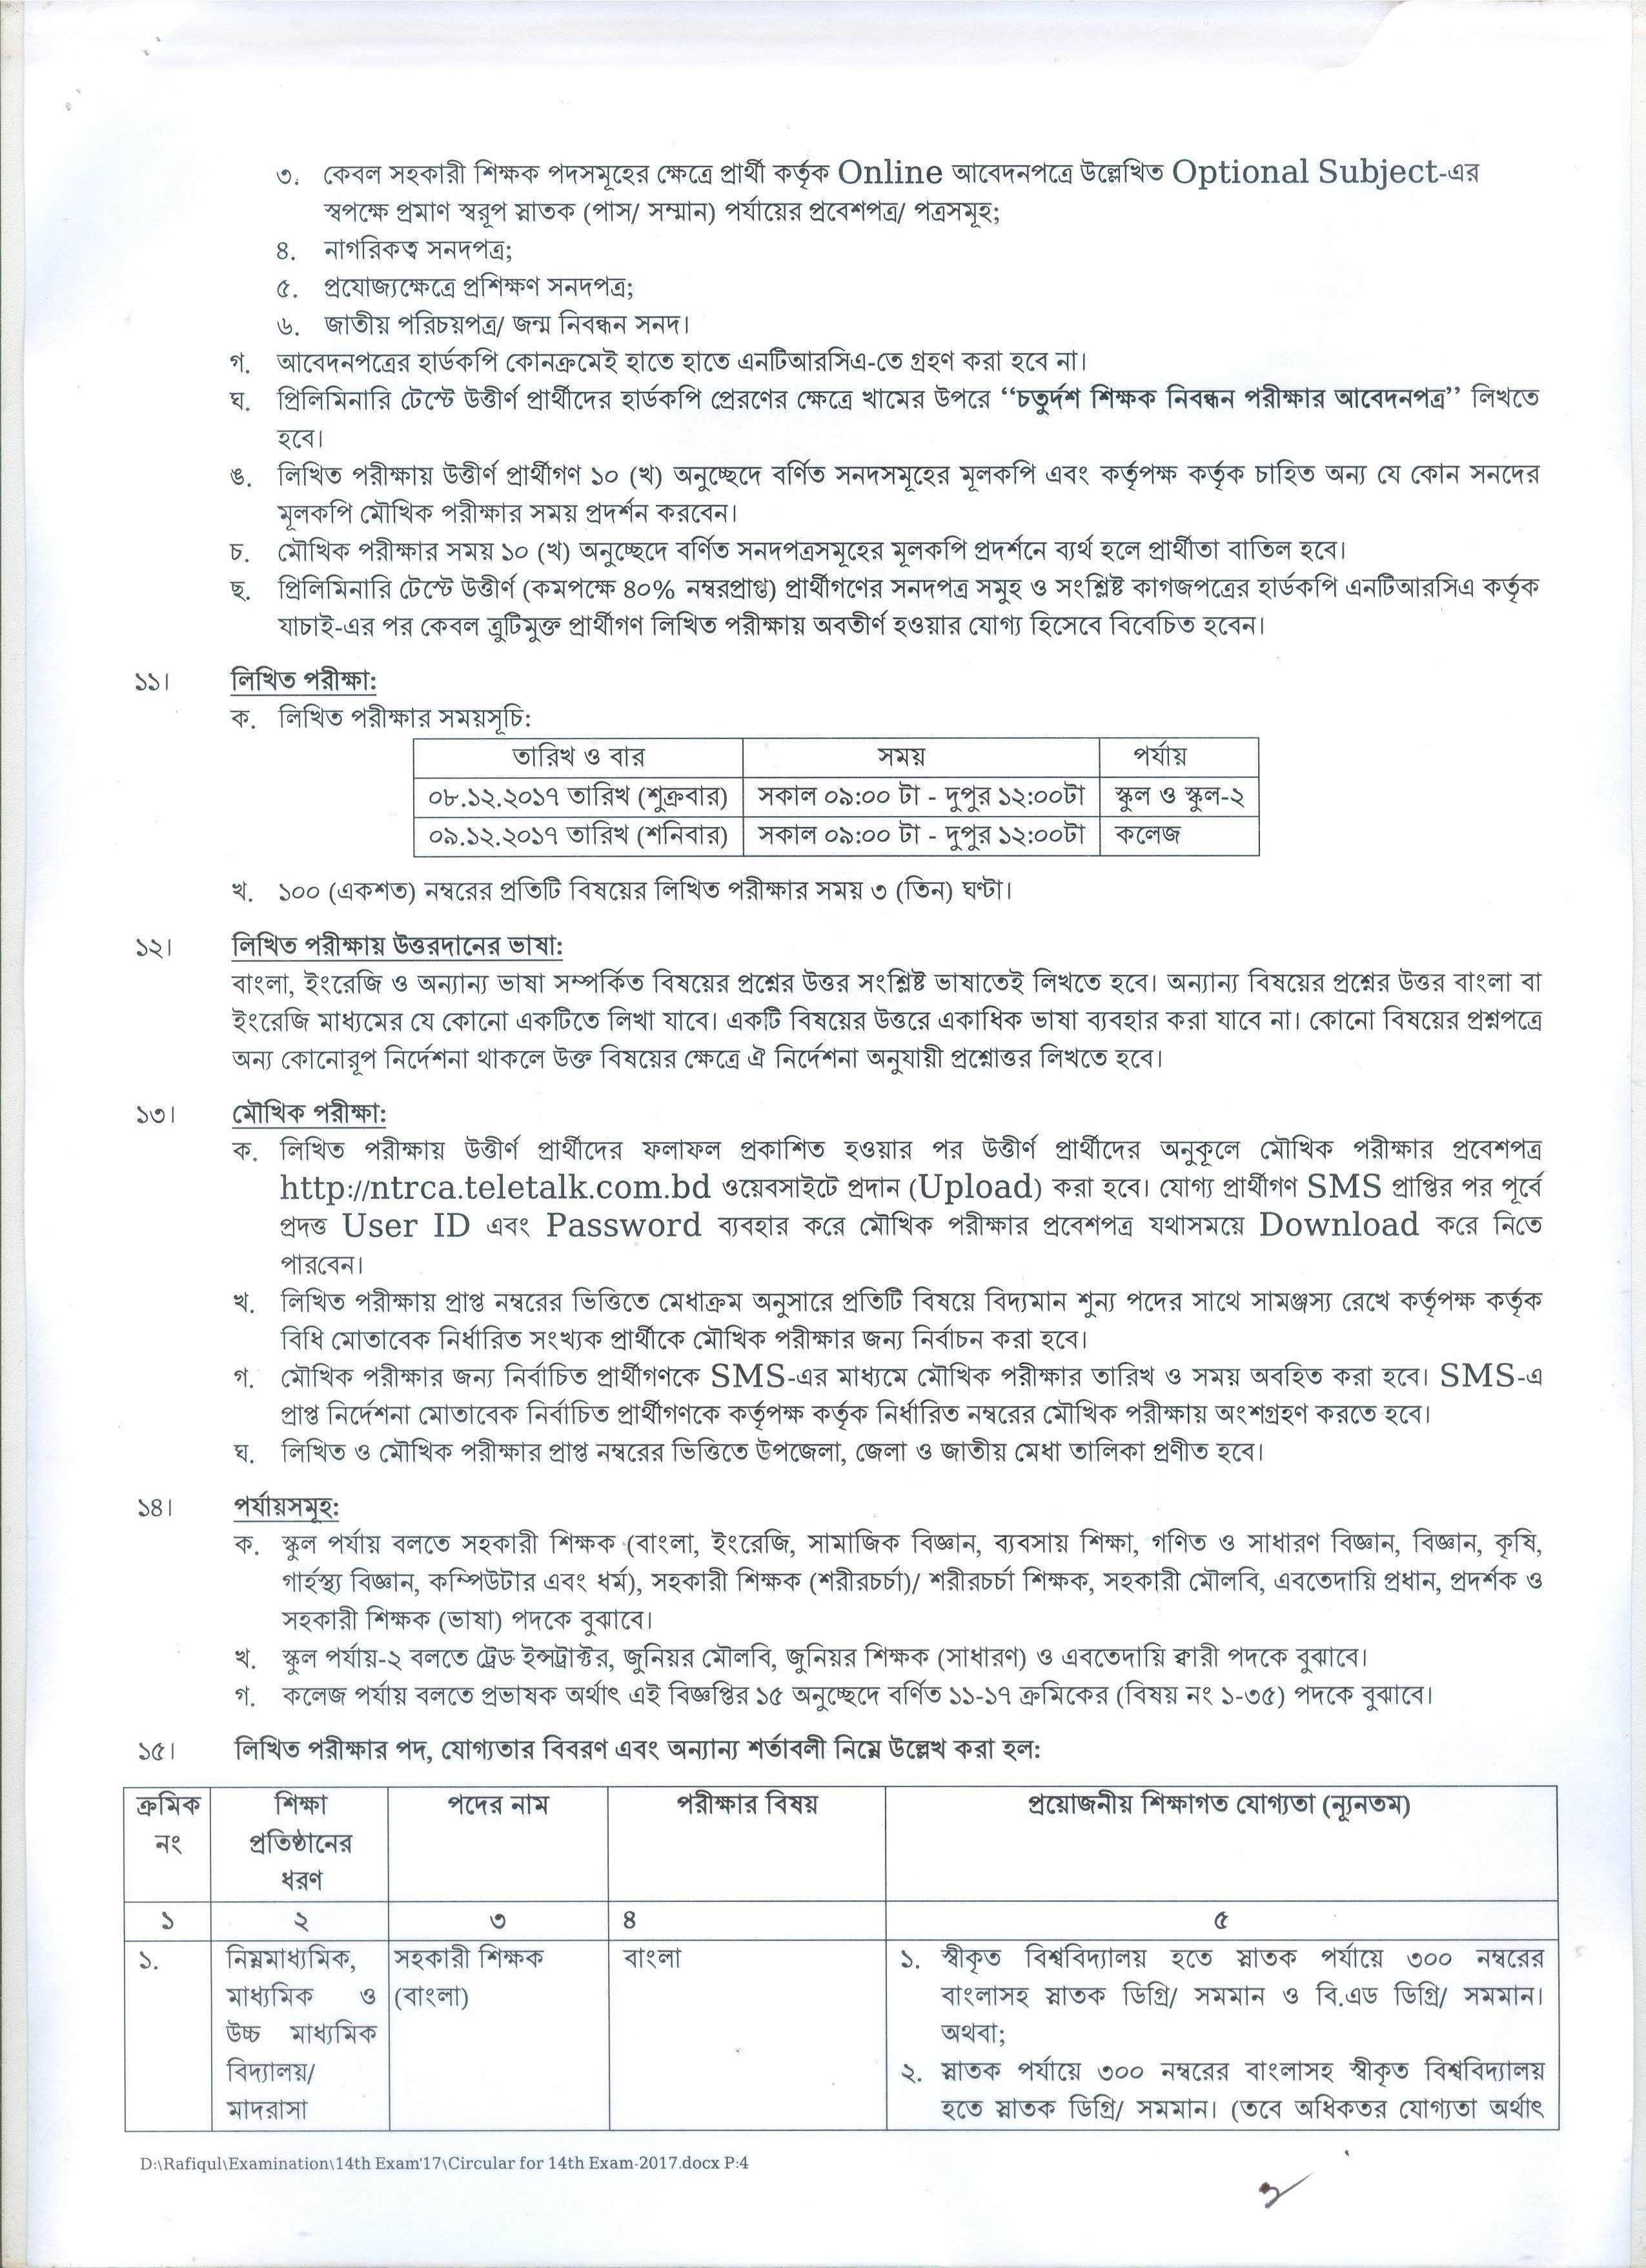 ৩. কেবল সহকারী শিক্ষক পদসমূহের ক্ষেত্রে প্রার্থী কর্তৃক Online আবেদনপত্রে উল্লেখিত Optional Subject-এর
স্বপক্ষে প্রমাণ স্বরূপ স্নাতক (পাস/ সম্মান) পর্যায়ের প্রবেশপত্র/ পত্রসমূহ;
৪. নাগরিকত্ব সনদপত্র;
৫. প্রযোজ্যক্ষেত্রে প্রশিক্ষণ সনদপত্র;
৬. জাতীয় পরিচয়পত্র/ জন্ম নিবন্ধন সনদ।
গ. আবেদনপত্রের হার্ডকপি কোনক্রমেই হাতে হাতে এনটিআরসিএ-তে গ্রহণ করা হবে না।
ঘ. প্রিলিমিনারি টেস্টে উত্তীর্ণ প্রার্থীদের হার্ডকপি প্রেরণের ক্ষেত্রে খামের উপরে “চতুর্দশ শিক্ষক নিবন্ধন পরীক্ষার আবেদনপত্র” লিখতে
হবে।
ঙ. লিখিত পরীক্ষায় উত্তীর্ণ প্রার্থীগণ ১০ (খ) অনুচ্ছেদে বর্ণিত সনদসমূহের মূলকপি এবং কর্তৃপক্ষ কর্তৃক চাহিত অন্য যে কোন সনদের
মূলকপি মৌখিক পরীক্ষার সময় প্রদর্শন করবেন।
চ. মৌখিক পরীক্ষার সময় ১০ (খ) অনুচ্ছেদে বর্ণিত সনদপত্রসমূহের মূলকপি প্রদর্শনে ব্যর্থ হলে প্রার্থীতা বাতিল হবে।
ছ. প্রিলিমিনারি টেস্টে উত্তীর্ণ (কমপক্ষে ৪০% নম্বরপ্রাপ্ত) প্রার্থীগণের সনদপত্র সমুহ ও সংশ্লিষ্ট কাগজপত্রের হার্ডকপি এনটিআরসিএ কর্তৃক
যাচাই-এর পর কেবল ত্রুটিমুক্ত প্রার্থীগণ লিখিত পরীক্ষায় অবতীর্ণ হওয়ার যোগ্য হিসেবে বিবেচিত হবেন।
১১। লিখিত পরীক্ষা:
ক. লিখিত পরীক্ষার সময়সূচি:
তারিখ ও বার সময় পর্যায়
০৮.১২.২০১৭ তারিখ (শুক্রবার) সকাল ০৯:০০ টা - দুপুর ১২:০০টা স্কুল ও স্কুল-২
০৯.১২.২০১৭ তারিখ (শনিবার) সকাল ০৯:০০ টা - দুপুর ১২:০০টা কলেজ
খ. ১০০ (একশত) নম্বরের প্রতিটি বিষয়ের লিখিত পরীক্ষার সময় ৩ (তিন) ঘণ্টা।
১২। লিখিত পরীক্ষায় উত্তরদানের ভাষা:
বাংলা, ইংরেজি ও অন্যান্য ভাষা সম্পর্কিত বিষয়ের প্রশ্নের উত্তর সংশ্লিষ্ট ভাষাতেই লিখতে হবে। অন্যান্য বিষয়ের প্রশ্নের উত্তর বাংলা বা
ইংরেজি মাধ্যমের যে কোনো একটিতে লিখা যাবে। একটি বিষয়ের উত্তরে একাধিক ভাষা ব্যবহার করা যাবে না। কোনো বিষয়ের প্রশ্নপত্রে
অন্য কোনোরূপ নির্দেশনা থাকলে উক্ত বিষয়ের ক্ষেত্রে ঐ নির্দেশনা অনুযায়ী প্রশ্নোত্তর লিখতে হবে।
১৩। মৌখিক পরীক্ষা:
ক. লিখিত পরীক্ষায় উত্তীর্ণ প্রার্থীদের ফলাফল প্রকাশিত হওয়ার পর উত্তীর্ণ প্রার্থীদের অনুকূলে মৌখিক পরীক্ষার প্রবেশপত্র
http://ntrca.teletalk.com.bd ওয়েবসাইটে প্রদান (Upload) করা হবে। যোগ্য প্রার্থীগণ SMS প্রাপ্তির পর পূর্বে
প্রদত্ত User ID এবং Password ব্যবহার করে মৌখিক পরীক্ষার প্রবেশপত্র যথাসময়ে Download করে নিতে
পারবেন।
খ. লিখিত পরীক্ষায় প্রাপ্ত নম্বরের ভিত্তিতে মেধাক্রম অনুসারে প্রতিটি বিষয়ে বিদ্যমান শুন্য পদের সাথে সামঞ্জস্য রেখে কর্তৃপক্ষ কর্তৃক
বিধি মোতাবেক নির্ধারিত সংখ্যক প্রার্থীকে মৌখিক পরীক্ষার জন্য নির্বাচন করা হবে।
গ. মৌখিক পরীক্ষার জন্য নির্বাচিত প্রার্থীগণকে SMS-এর মাধ্যমে মৌখিক পরীক্ষার তারিখ ও সময় অবহিত করা হবে। SMS-এ
প্রাপ্ত নির্দেশনা মোতাবেক নির্বাচিত প্রার্থীগণকে কর্তৃপক্ষ কর্তৃক নির্ধারিত নম্বরের মৌখিক পরীক্ষায় অংশগ্রহণ করতে হবে।
ঘ. লিখিত ও মৌখিক পরীক্ষার প্রাপ্ত নম্বরের ভিত্তিতে উপজেলা, জেলা ও জাতীয় মেধা তালিকা প্রণীত হবে।
১৪। পর্যায়সমূহ:
ক. স্কুল পর্যায় বলতে সহকারী শিক্ষক (বাংলা, ইংরেজি, সামাজিক বিজ্ঞান, ব্যবসায় শিক্ষা, গণিত ও সাধারণ বিজ্ঞান, বিজ্ঞান, কৃষি,
গার্হস্থ্য বিজ্ঞান, কম্পিউটার এবং ধর্ম), সহকারী শিক্ষক (শরীরচর্চা)/ শরীরচর্চা শিক্ষক, সহকারী মৌলবি, এবতেদায়ি প্রধান, প্রদর্শক ও
সহকারী শিক্ষক (ভাষা) পদকে বুঝাবে।
খ. স্কুল পর্যায়-২ বলতে ট্রেড ইন্সট্রাক্টর, জুনিয়র মৌলবি, জুনিয়র শিক্ষক (সাধারণ) ও এবতেদায়ি ক্বারী পদকে বুঝাবে।
গ. কলেজ পর্যায় বলতে প্রভাষক অর্থাৎ এই বিজ্ঞপ্তির ১৫ অনুচ্ছেদে বর্ণিত ১১-১৭ ক্রমিকের (বিষয় নং ১-৩৫) পদকে বুঝাবে।
১৫। লিখিত পরীক্ষার পদ, যোগ্যতার বিবরণ এবং অন্যান্য শর্তাবলী নিম্নে উল্লেখ করা হল:
ক্রমিক শিক্ষা পদের নাম পরীক্ষার বিষয় প্রয়োজনীয় শিক্ষাগত যোগ্যতা (ন্যূনতম)
নং প্রতিষ্ঠানের
ধরণ
১ ২ ৩ ৪ ৫
১. নিম্নমাধ্যমিক, সহকারী শিক্ষক বাংলা ১. স্বীকৃত বিশ্ববিদ্যালয় হতে স্নাতক পর্যায়ে ৩০০ নম্বরের
মাধ্যমিক ও (বাংলা) বাংলাসহ স্নাতক ডিগ্রি/ সমমান ও বি.এড ডিগ্রি/ সমমান।
উচ্চ মাধ্যমিক অথবা;
বিদ্যালয়/ ২. স্নাতক পর্যায়ে ৩০০ নম্বরের বাংলাসহ স্বীকৃত বিশ্ববিদ্যালয়
মাদরাসা হতে স্নাতক ডিগ্রি/ সমমান। (তবে অধিকতর যোগ্যতা অর্থাৎ
D:\Rafiqul\Examination\14th Exam'17\Circular for 14th Exam-2017.docx P:4